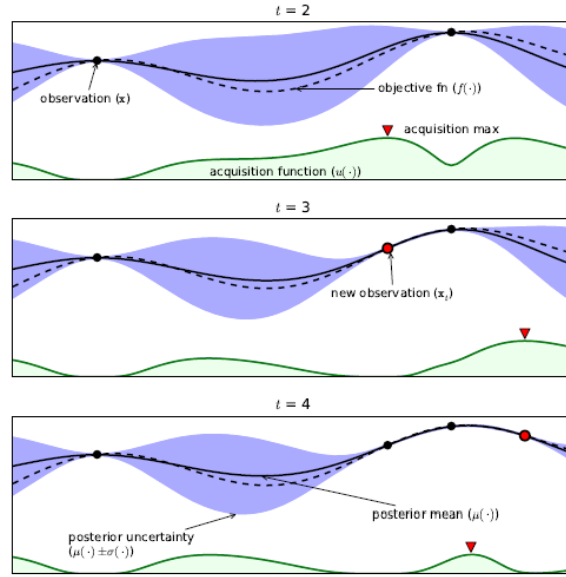 t = 2
observation (x)
objective fn (f(·))
acquisition max
acquisition function (u(·))
t = 3
new observation (xₜ)
t = 4
posterior mean (μ(·))
posterior uncertainty
(μ(·) ±σ(·))